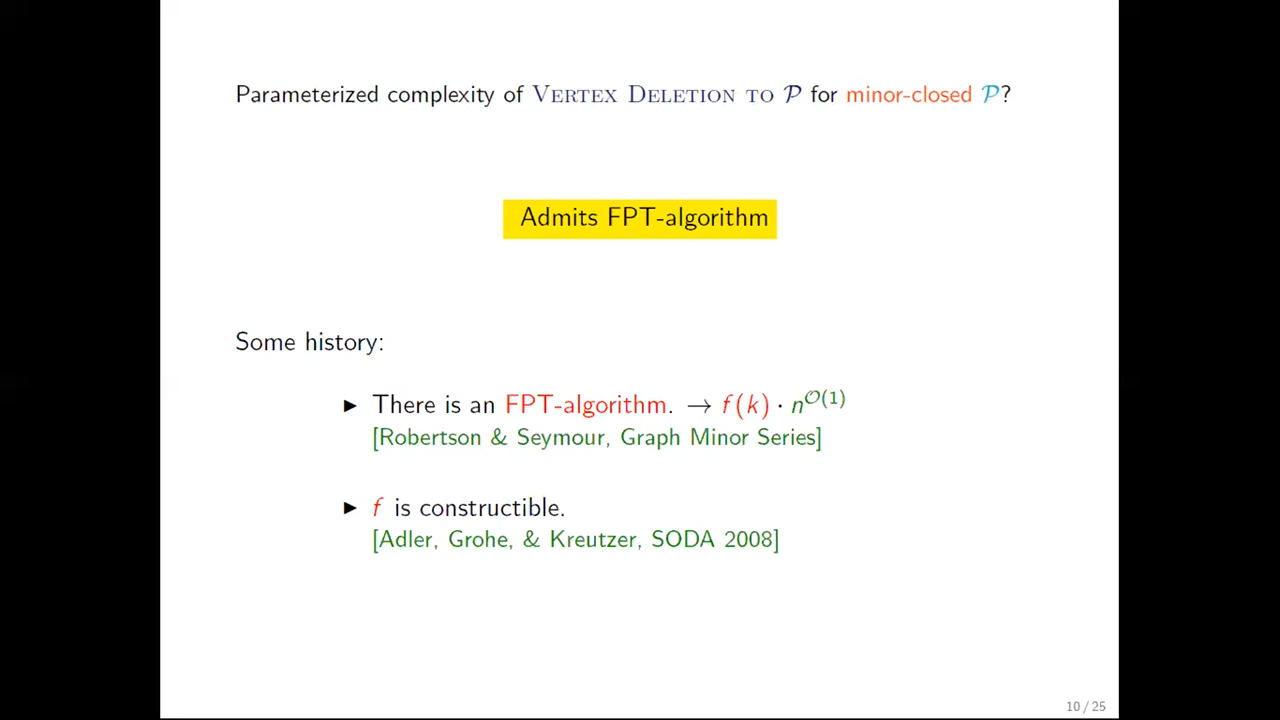 Parameterized complexity of VERTEX DELETION TO 𝒫 for minor-closed 𝒫?
Admits FPT-algorithm
Some history:
▶ There is an FPT-algorithm. → f(k) · n^𝒪(1)
[Robertson & Seymour, Graph Minor Series]
▶ f is constructible.
[Adler, Grohe, & Kreutzer, SODA 2008]
10 / 25